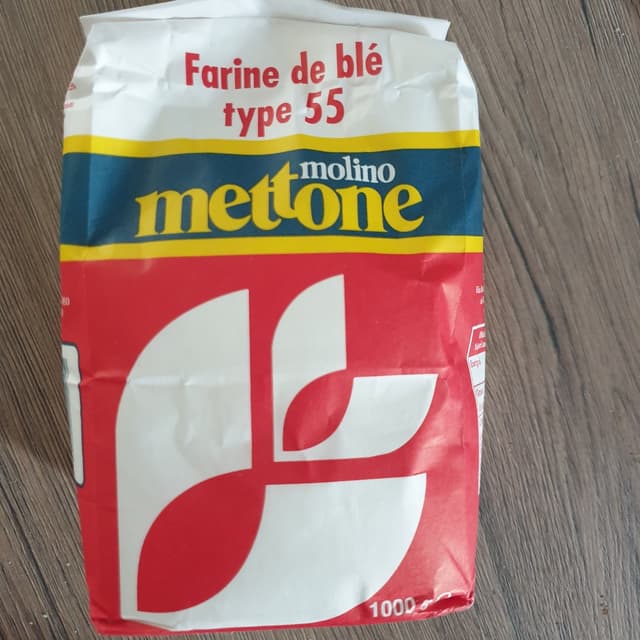 Farine de blé
type 55
molino
mettone
1000